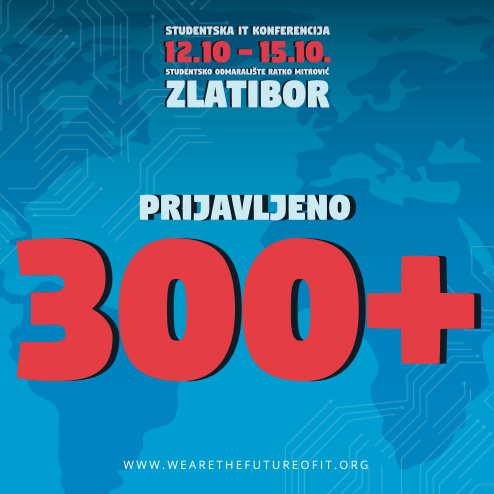 STUDENTSKA IT KONFERENCIJA
12.10 - 15.10.
STUDENTSKO ODMARALIŠTE RATKO MITROVIĆ
ZLATIBOR
PRIJAVLJENO
300+
WWW.WEARETHEFUTUREOFIT.ORG